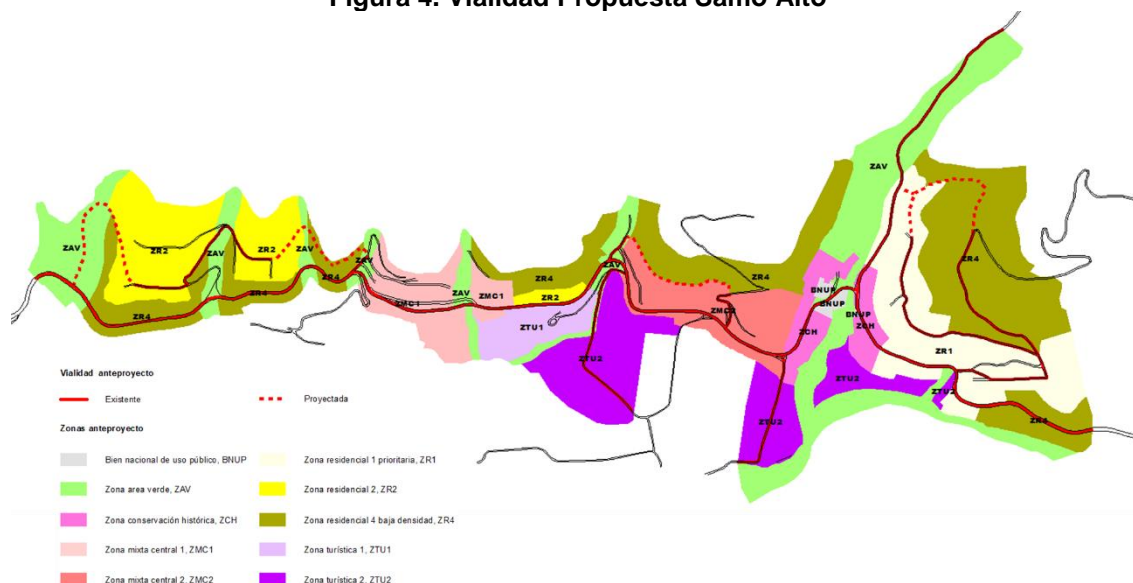 Figura 4. Vialidad Propuesta Samo Alto
ZAV
ZAV
ZR2
ZAV
ZR2
ZAV
ZAV
ZR4
ZR4
ZR4
ZMC1
ZAV
ZMC1
ZR4
ZR2
ZTU1
ZAV
ZTU2
ZR4
ZMC2
BNUP
BNUP
BNUP
ZCH
ZCH
ZR4
ZR1
ZTU2
ZTU2
ZTU2
ZR4
Vialidad anteproyecto
Existente
Proyectada
Zonas anteproyecto
Bien nacional de uso público, BNUP
Zona residencial 1 prioritaria, ZR1
Zona area verde, ZAV
Zona residencial 2, ZR2
Zona conservación histórica, ZCH
Zona residencial 4 baja densidad, ZR4
Zona mixta central 1, ZMC1
Zona turística 1, ZTU1
Zona mixta central 2, ZMC2
Zona turística 2, ZTU2